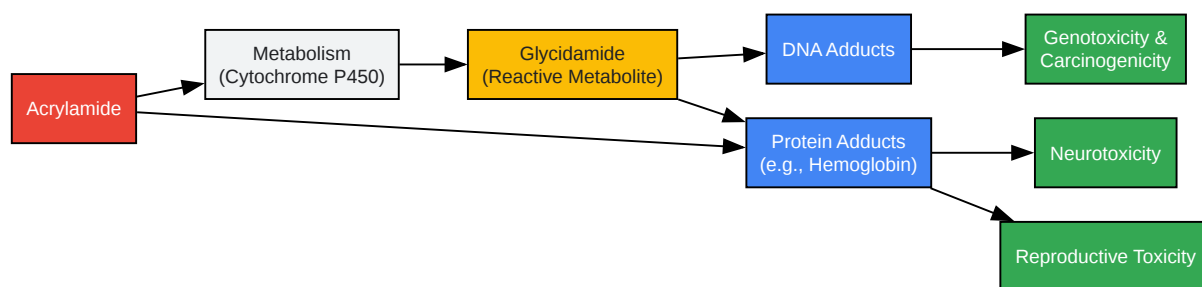 Acrylamide
Metabolism
(Cytochrome P450)
Glycidamide
(Reactive Metabolite)
DNA Adducts
Genotoxicity &
Carcinogenicity
Protein Adducts
(e.g., Hemoglobin)
Neurotoxicity
Reproductive Toxicity